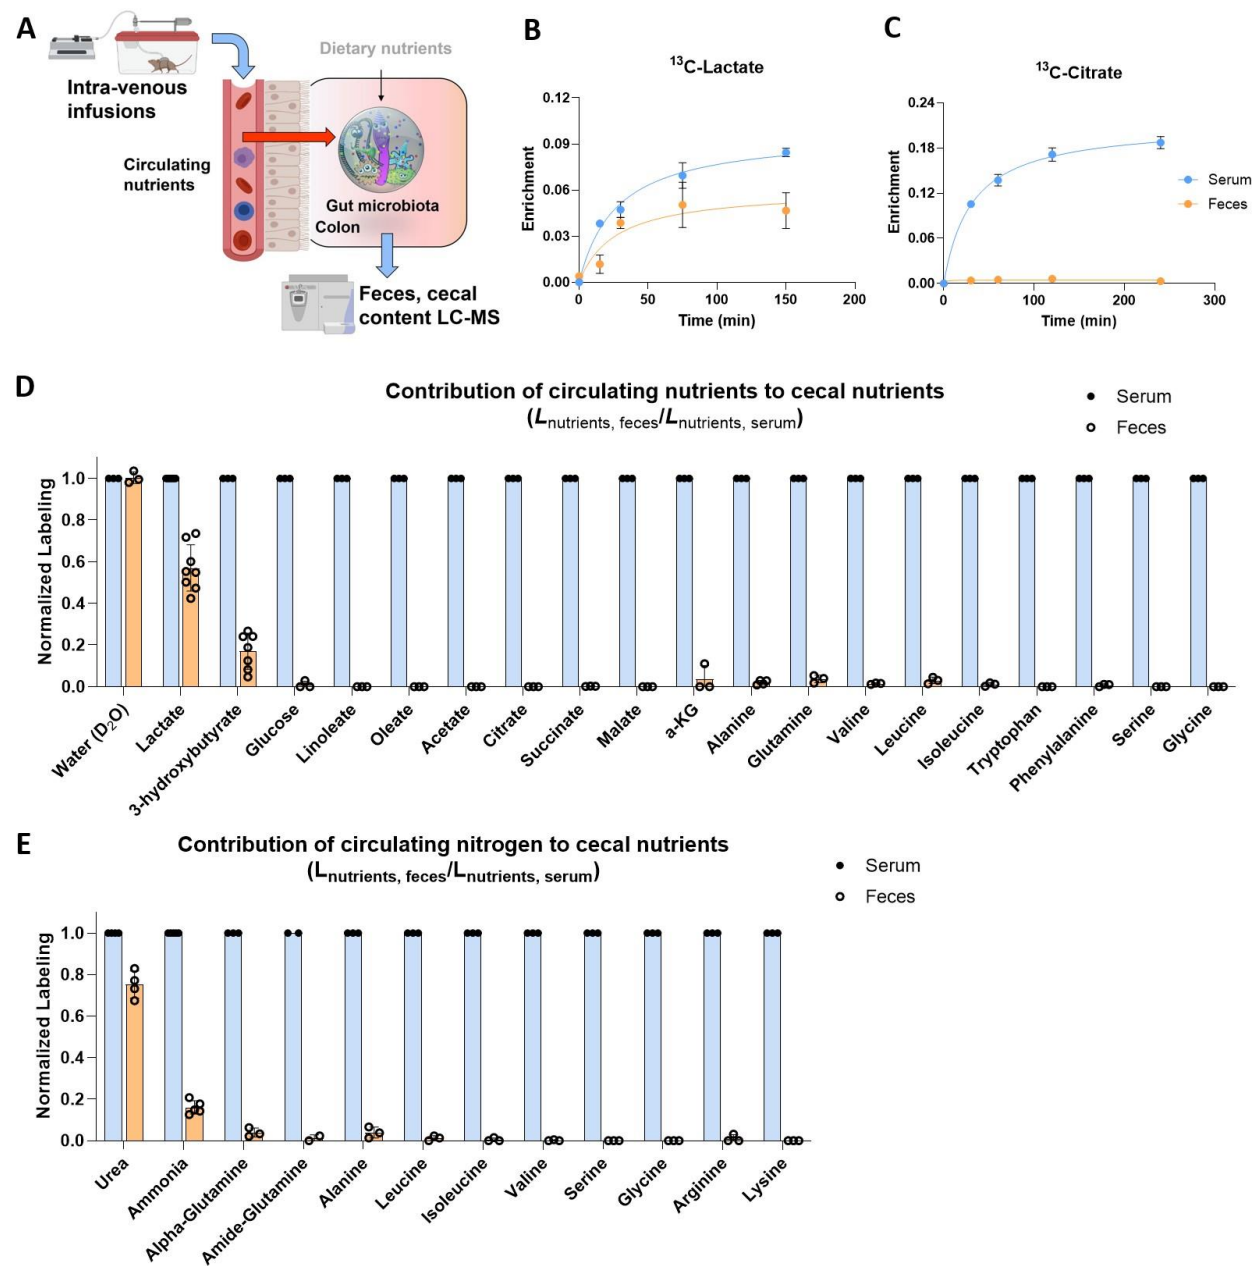 A
Intra-venous
infusions
Dietary nutrients
Circulating
nutrients
Gut microbiota
Colon
Feces, cecal
content LC-MS
B
¹³C-Lactate
Enrichment
0.12
0.09
0.06
0.03
0.00
0 50 100 150 200
Time (min)
C
¹³C-Citrate
Enrichment
0.24
0.18
0.12
0.06
0.00
0 100 200 300
Time (min)
Serum
Feces
D
Contribution of circulating nutrients to cecal nutrients
(Lnutrients, feces/Lnutrients, serum)
Serum
Feces
Normalized Labeling
1.0
0.8
0.6
0.4
0.2
0.0
Water (D₂O)
Lactate
3-hydroxybutyrate
Glucose
Linoleate
Oleate
Acetate
Citrate
Succinate
Malate
a-KG
Alanine
Glutamine
Valine
Leucine
Isoleucine
Tryptophan
Phenylalanine
Serine
Glycine
E
Contribution of circulating nitrogen to cecal nutrients
(Lnutrients, feces/Lnutrients, serum)
Serum
Feces
Normalized Labeling
1.0
0.8
0.6
0.4
0.2
0.0
Urea
Ammonia
Alpha-Glutamine
Amide-Glutamine
Alanine
Leucine
Isoleucine
Valine
Serine
Glycine
Arginine
Lysine